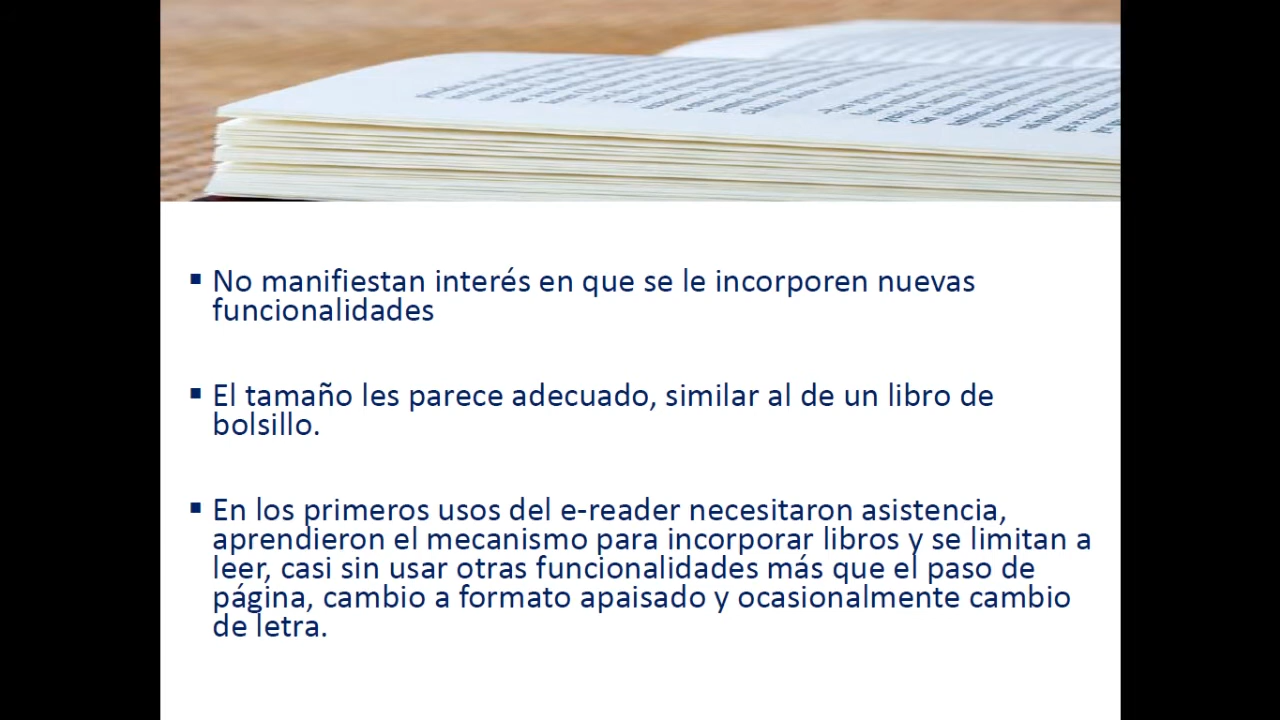 ▪ No manifiestan interés en que se le incorporen nuevas
funcionalidades
▪ El tamaño les parece adecuado, similar al de un libro de
bolsillo.
▪ En los primeros usos del e-reader necesitaron asistencia,
aprendieron el mecanismo para incorporar libros y se limitan a
leer, casi sin usar otras funcionalidades más que el paso de
página, cambio a formato apaisado y ocasionalmente cambio
de letra.